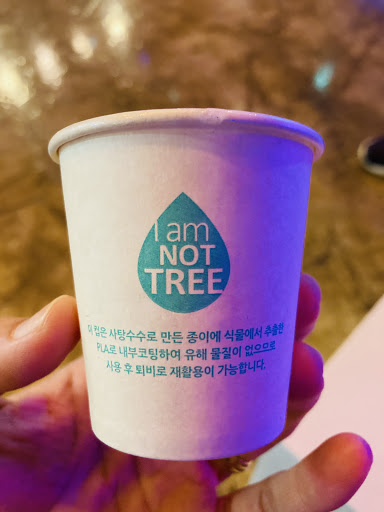 I am
NOT
TREE
이 컵은 사탕수수로 만든 종이에 식물에서 추출한
PLA로 내부코팅하여 유해 물질이 없으므로
사용 후 퇴비로 재활용이 가능합니다.